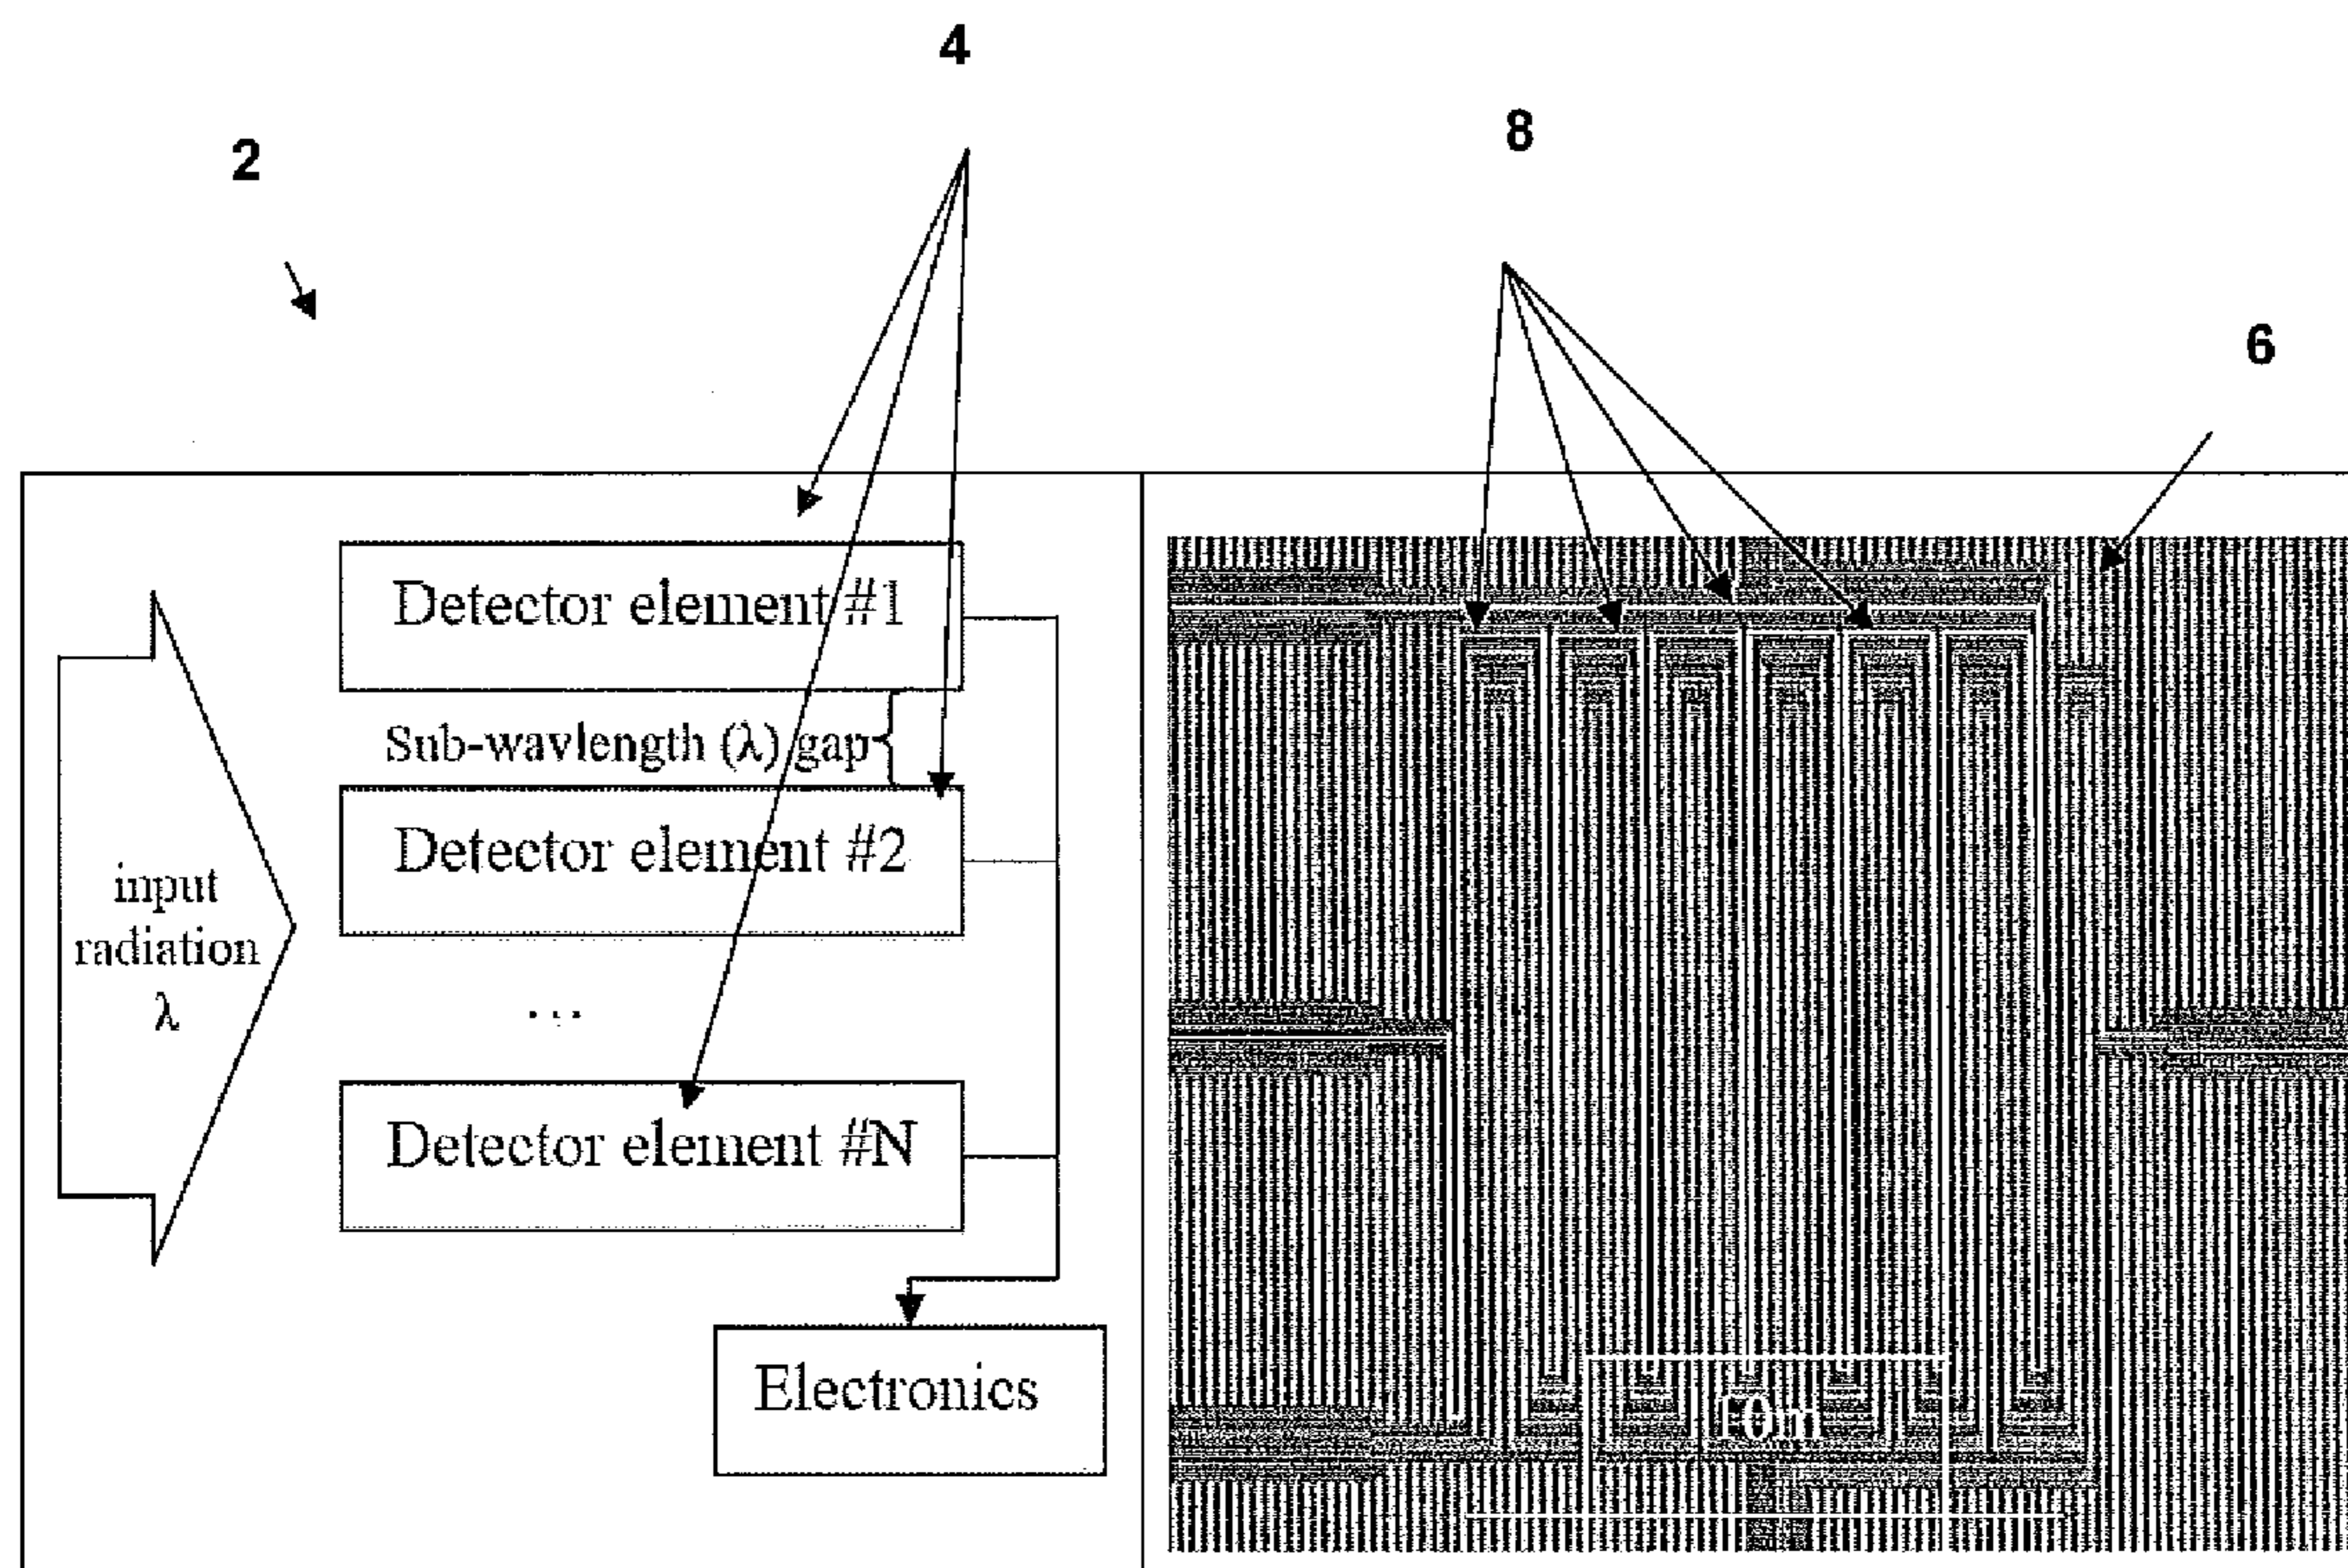 4
8
2
6
Detector element #1
Sub-wavlength (λ) gap
Detector element #2
input
radiation
λ
...
Detector element #N
Electronics